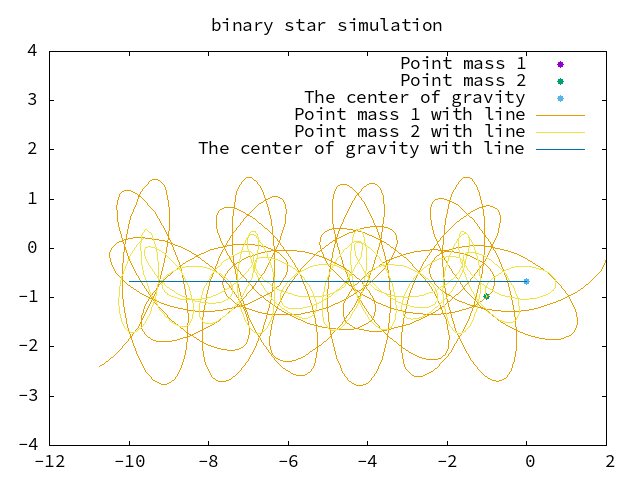 binary star simulation
4
Point mass 1
3
Point mass 2
The center of gravity
Point mass 1 with line
Point mass 2 with line
2
The center of gravity with line
1
0
-1
-2
-3
-4
-12 -10 -8 -6 -4 -2 0 2